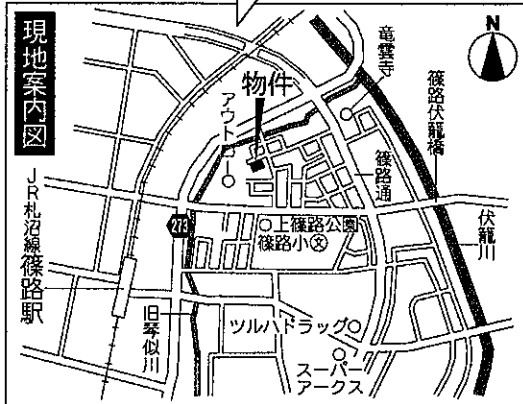 現地案内図
N
竜雲寺
篠路伏龍橋
物件
アウトロー
篠路通
JR札沼線篠路駅
273
上篠路公園
篠路小文
伏龍川
旧琴似川
ツルハドラッグ
スーパー
アークス